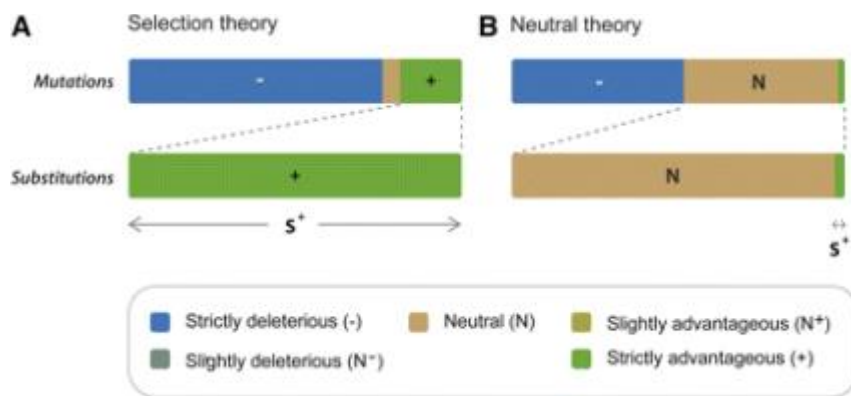 A Selection theory
B Neutral theory
Mutations - + - N
Substitutions + N
S⁺
S⁺
Strictly deleterious (-) Neutral (N) Slightly advantageous (N⁺)
Slightly deleterious (N⁻) Strictly advantageous (+)